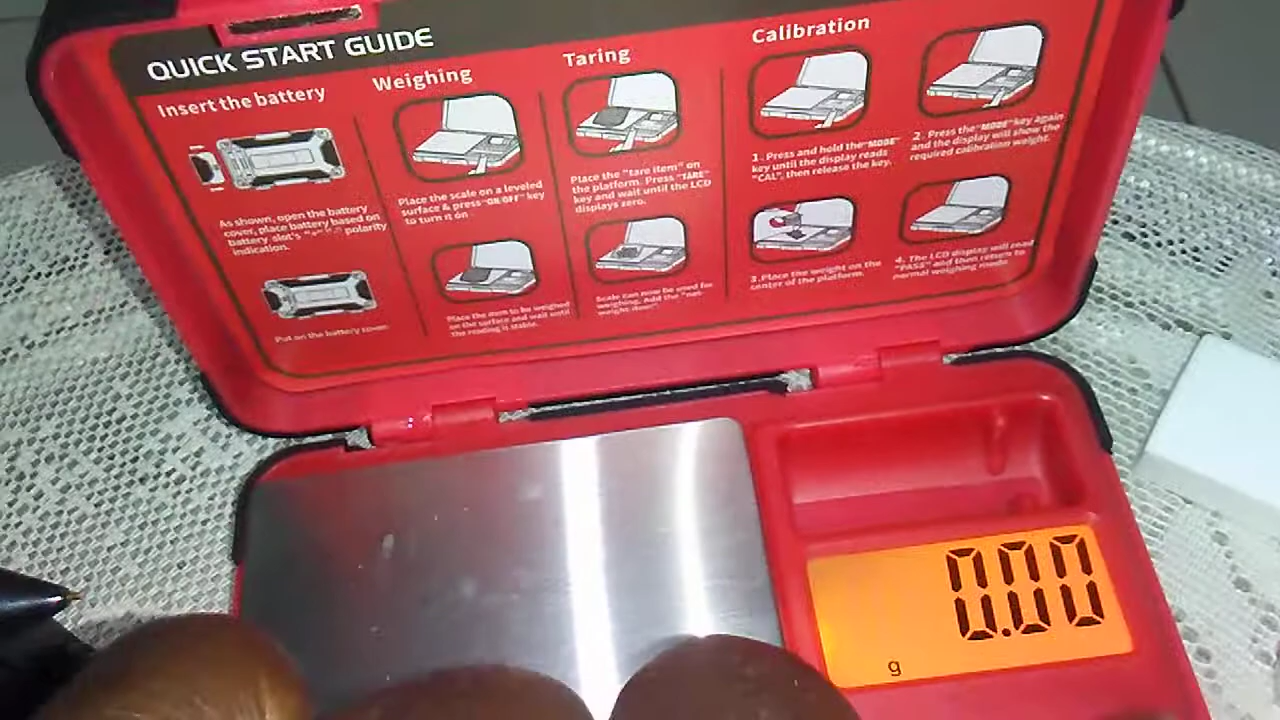 QUICK START GUIDE
Insert the battery
As shown, open the battery
cover, place battery based on
battery slot's "+" "-" polarity
indication.
Put on the battery cover.
Weighing
Place the scale on a leveled
surface & press "ON/OFF" key
to turn it on
Place the item to be weighed
on the surface and wait until
the reading is stable.
Taring
Place the "tare item" on
the platform. Press "TARE"
key and wait until the LCD
displays zero.
Scale can now be used for
weighing. Add the "net-
weight item".
Calibration
1. Press and hold the "MODE"
key until the display reads
"CAL", then release the key.
2. Press the "MODE" key again
and the display will show the
required calibration weight.
3. Place the weight on the
center of the platform.
4. The LCD display will read
"PASS" and then return to
normal weighing mode.
0.00
g